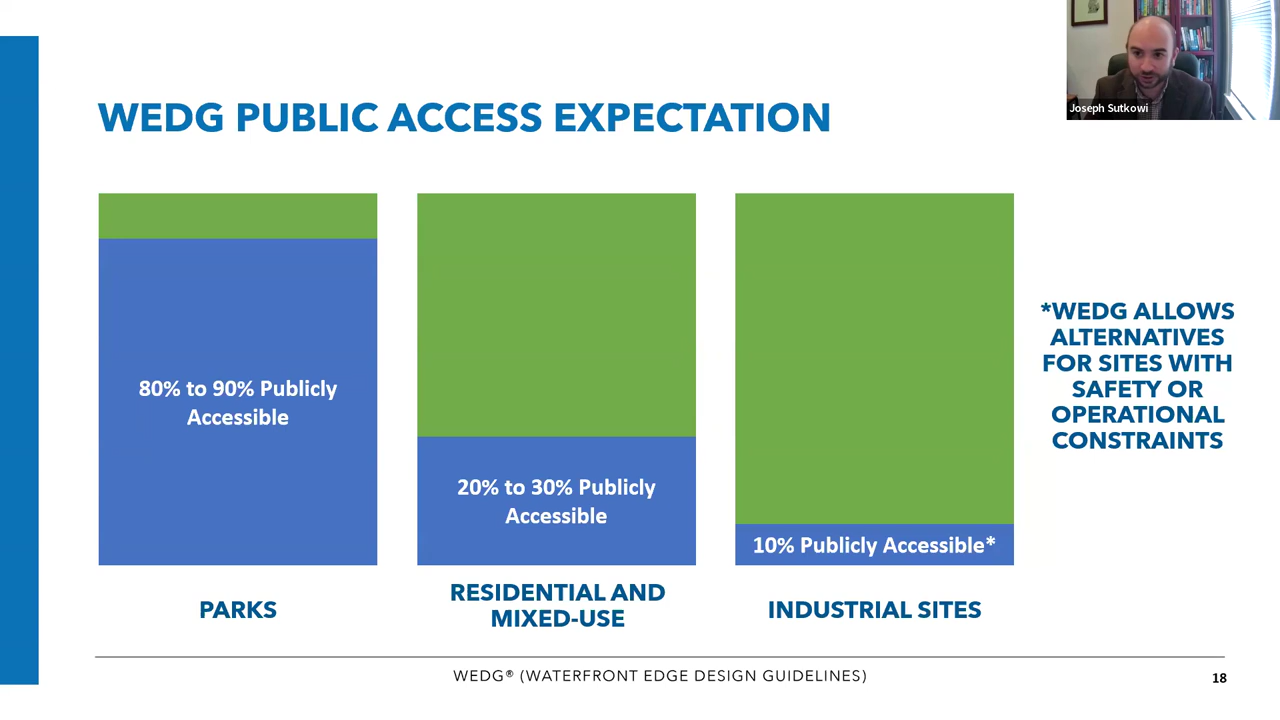 Joseph Sutkowi
WEDG PUBLIC ACCESS EXPECTATION
80% to 90% Publicly
Accessible
20% to 30% Publicly
Accessible
10% Publicly Accessible*
*WEDG ALLOWS
ALTERNATIVES
FOR SITES WITH
SAFETY OR
OPERATIONAL
CONSTRAINTS
PARKS
RESIDENTIAL AND
MIXED-USE
INDUSTRIAL SITES
WEDG® (WATERFRONT EDGE DESIGN GUIDELINES)
18